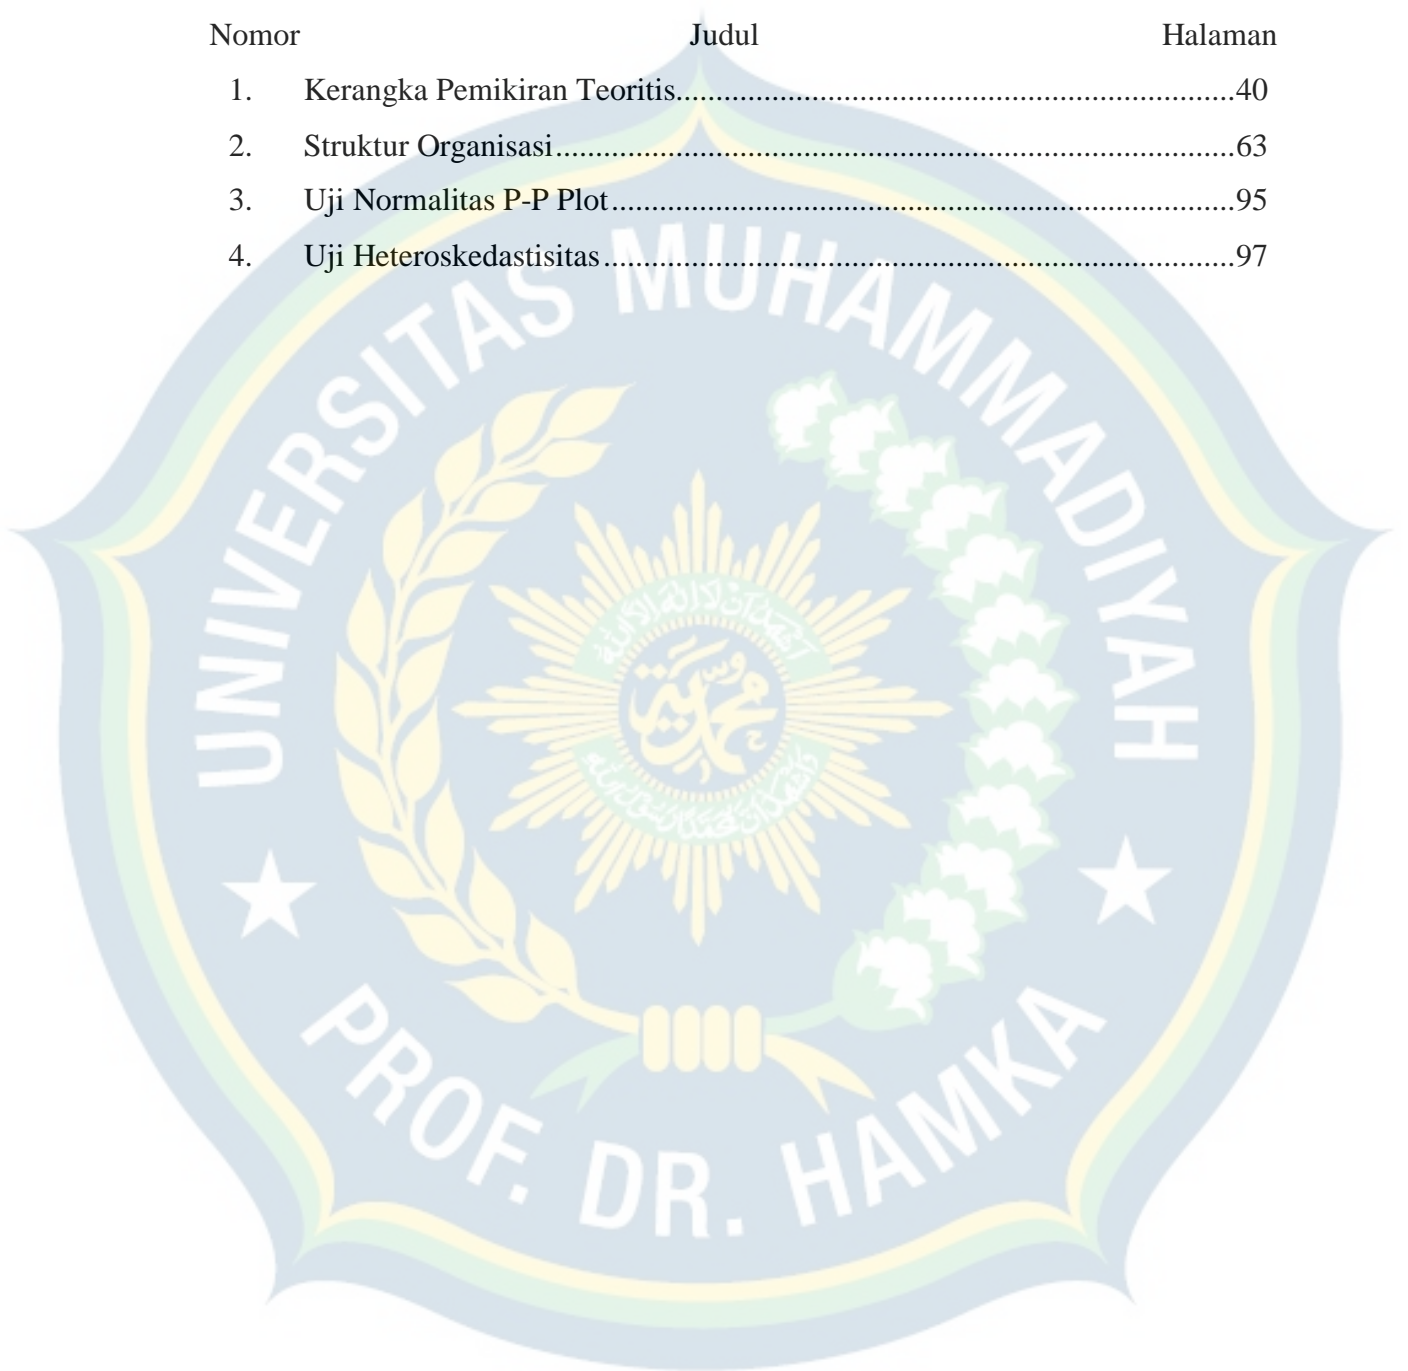 Nomor Judul Halaman
1. Kerangka Pemikiran Teoritis......................................................................40
2. Struktur Organisasi.....................................................................................63
3. Uji Normalitas P-P Plot..............................................................................95
4. Uji Heteroskedastisitas...............................................................................97
UNIVERSITAS MUHAMMADIYAH
PROF. DR. HAMKA